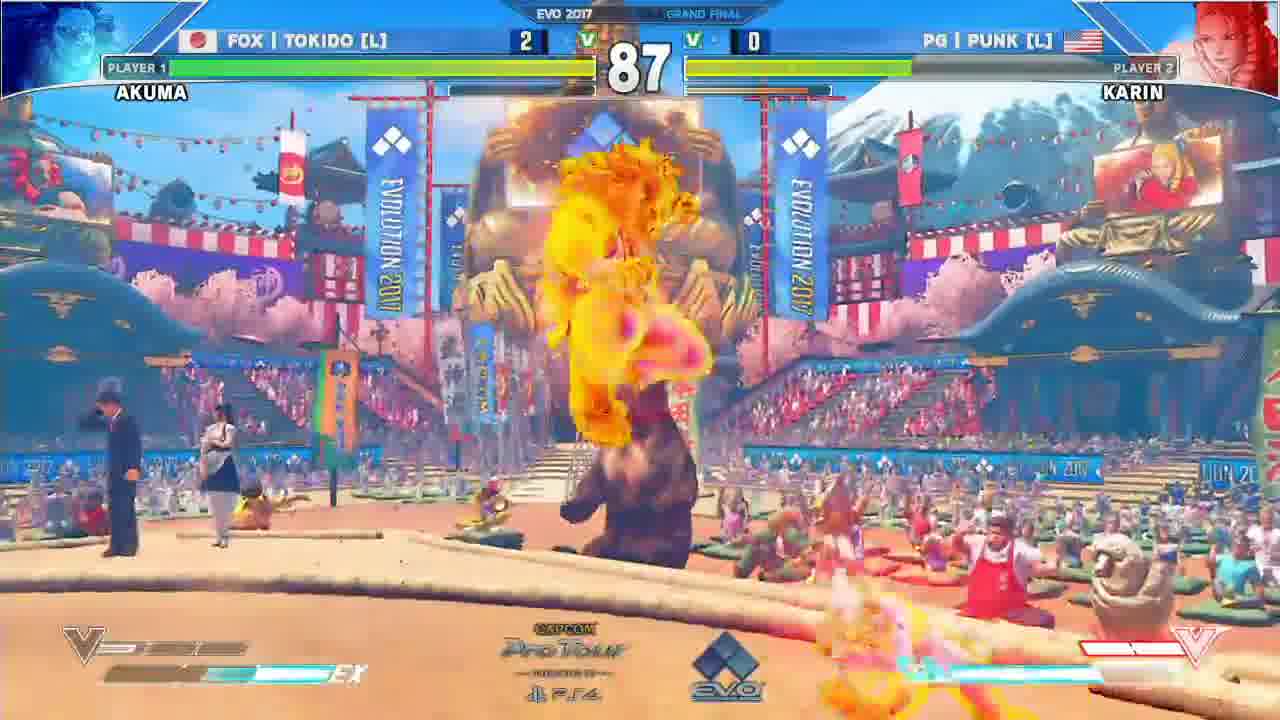 EVO 2017 GRAND FINAL
FOX | TOKIDO [L] 2 V 87 V 0 PG | PUNK [L]
PLAYER 1 PLAYER 2
AKUMA KARIN
EVOLUTION 2017
EVOLUTION 2017
V EX
CAPCOM
PRO TOUR
PS4
EVO
V